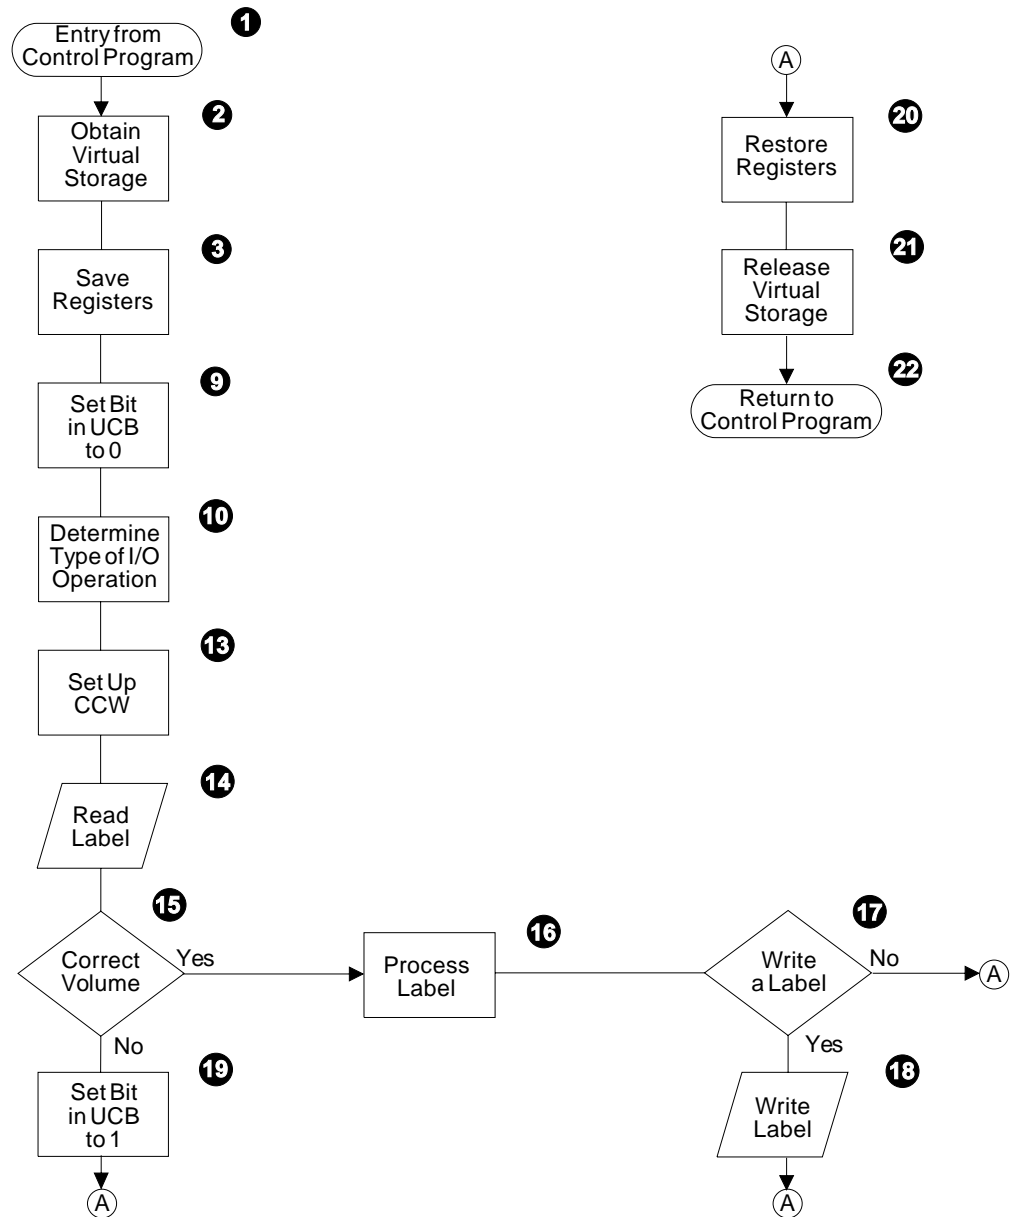 1
Entry from
Control Program
2
Obtain
Virtual
Storage
3
Save
Registers
9
Set Bit
in UCB
to 0
10
Determine
Type of I/O
Operation
13
Set Up
CCW
14
Read
Label
15
Correct
Volume
Yes
No
16
Process
Label
17
Write
a Label
No
A
Yes
18
Write
Label
A
19
Set Bit
in UCB
to 1
A
A
20
Restore
Registers
21
Release
Virtual
Storage
22
Return to
Control Program